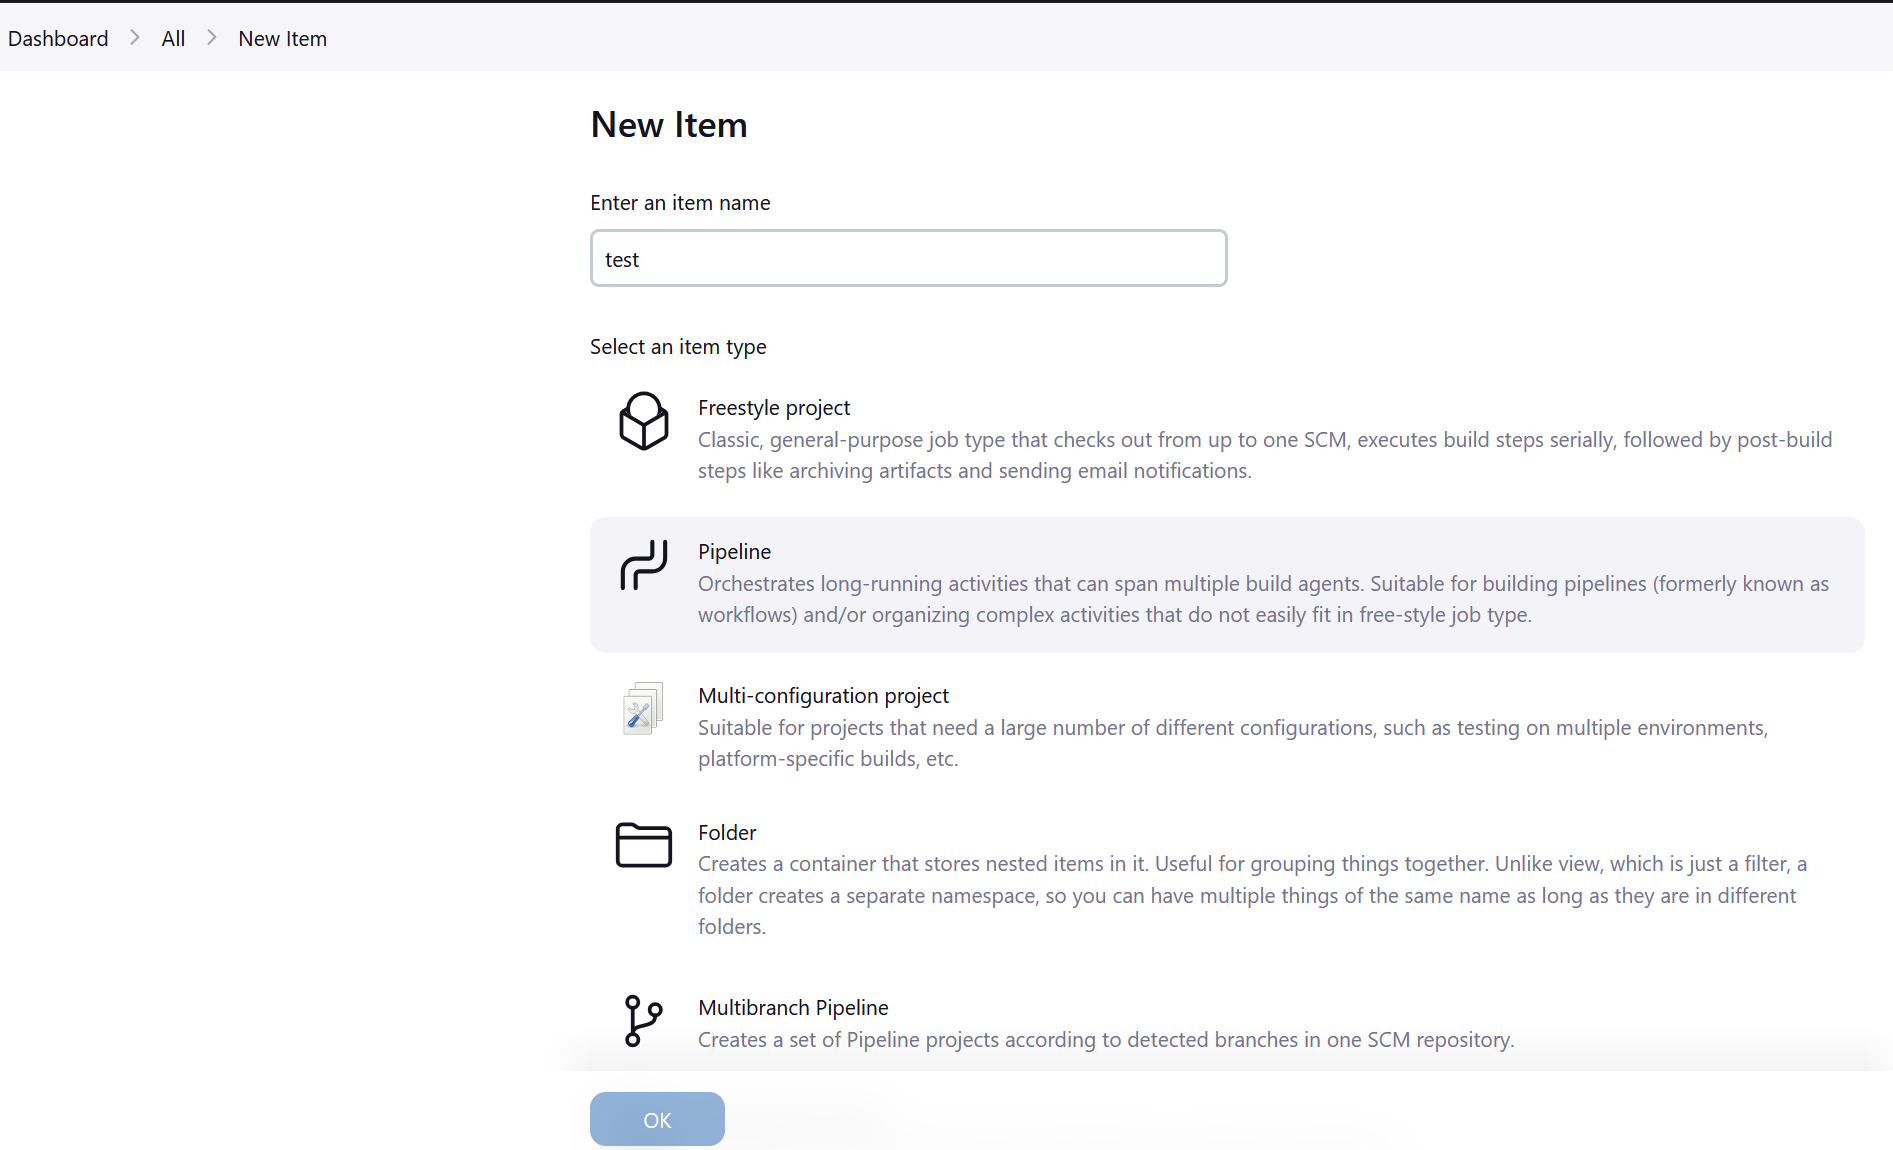 Dashboard > All > New Item
New Item
Enter an item name
test
Select an item type
Freestyle project
Classic, general-purpose job type that checks out from up to one SCM, executes build steps serially, followed by post-build
steps like archiving artifacts and sending email notifications.
Pipeline
Orchestrates long-running activities that can span multiple build agents. Suitable for building pipelines (formerly known as
workflows) and/or organizing complex activities that do not easily fit in free-style job type.
Multi-configuration project
Suitable for projects that need a large number of different configurations, such as testing on multiple environments,
platform-specific builds, etc.
Folder
Creates a container that stores nested items in it. Useful for grouping things together. Unlike view, which is just a filter, a
folder creates a separate namespace, so you can have multiple things of the same name as long as they are in different
folders.
Multibranch Pipeline
Creates a set of Pipeline projects according to detected branches in one SCM repository.
OK